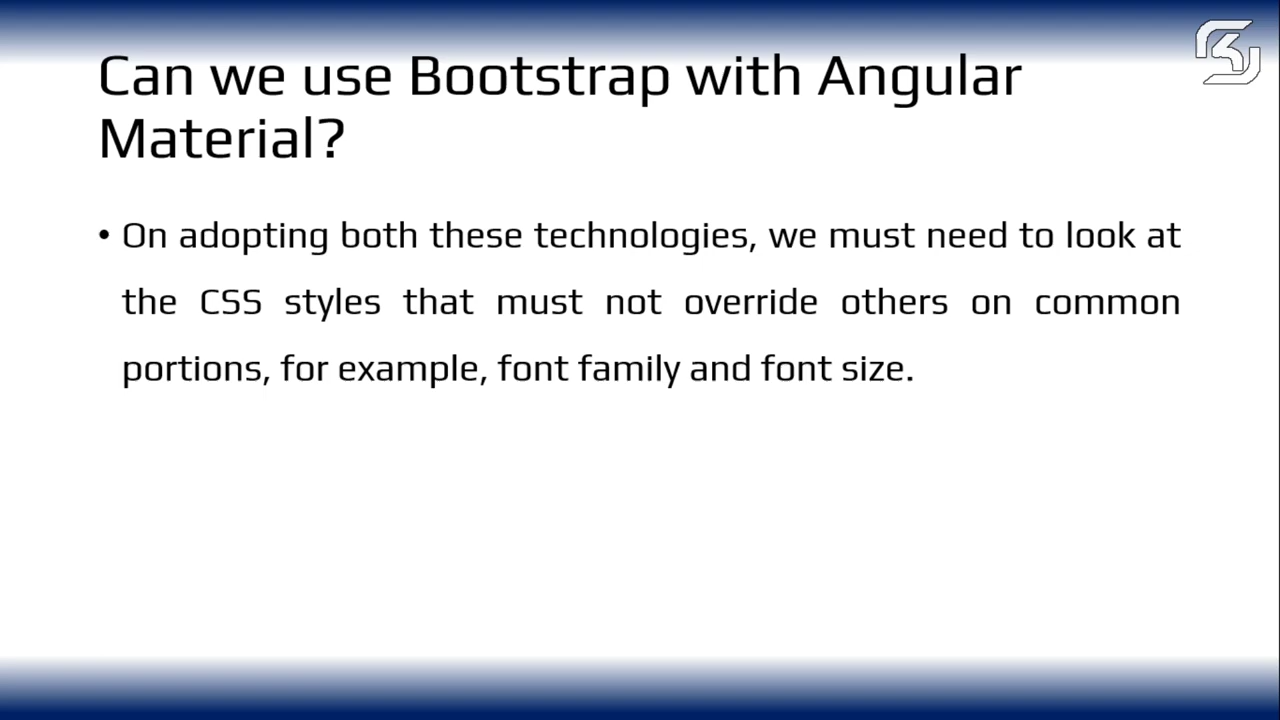 Can we use Bootstrap with Angular
Material?
• On adopting both these technologies, we must need to look at
the CSS styles that must not override others on common
portions, for example, font family and font size.